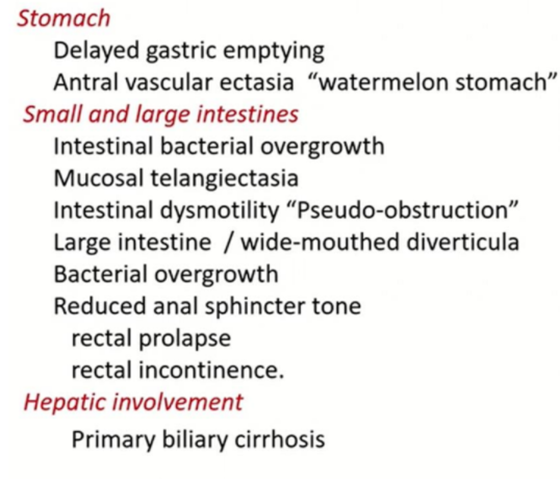 Stomach
Delayed gastric emptying
Antral vascular ectasia “watermelon stomach”
Small and large intestines
Intestinal bacterial overgrowth
Mucosal telangiectasia
Intestinal dysmotility “Pseudo-obstruction”
Large intestine / wide-mouthed diverticula
Bacterial overgrowth
Reduced anal sphincter tone
rectal prolapse
rectal incontinence.
Hepatic involvement
Primary biliary cirrhosis